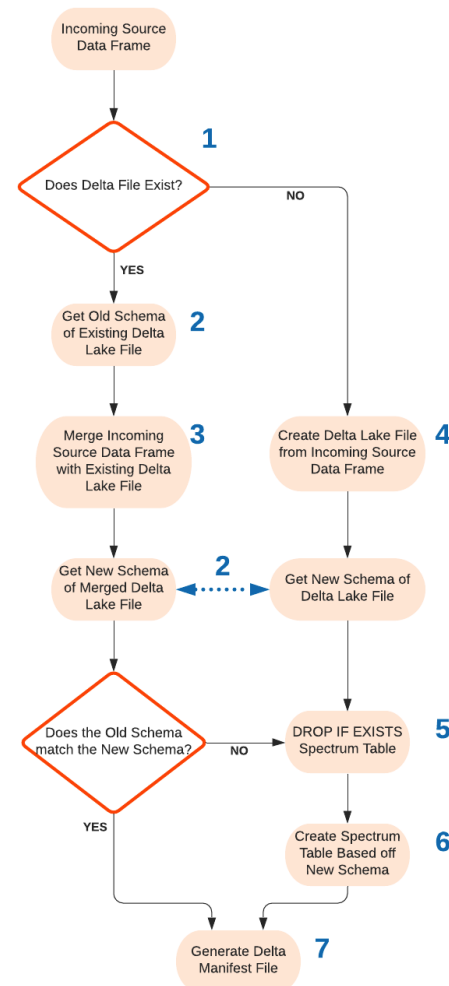 Incoming Source
Data Frame
1
Does Delta File Exist?
NO
YES
Get Old Schema
of Existing Delta
Lake File
2
Merge Incoming
Source Data Frame
with Existing Delta
Lake File
3
Create Delta Lake File
from Incoming Source
Data Frame
4
Get New Schema
of Merged Delta
Lake File
2
Get New Schema of
Delta Lake File
Does the Old Schema
match the New Schema?
NO
DROP IF EXISTS
Spectrum Table
5
YES
Create Spectrum
Table Based off
New Schema
6
Generate Delta
Manifest File
7